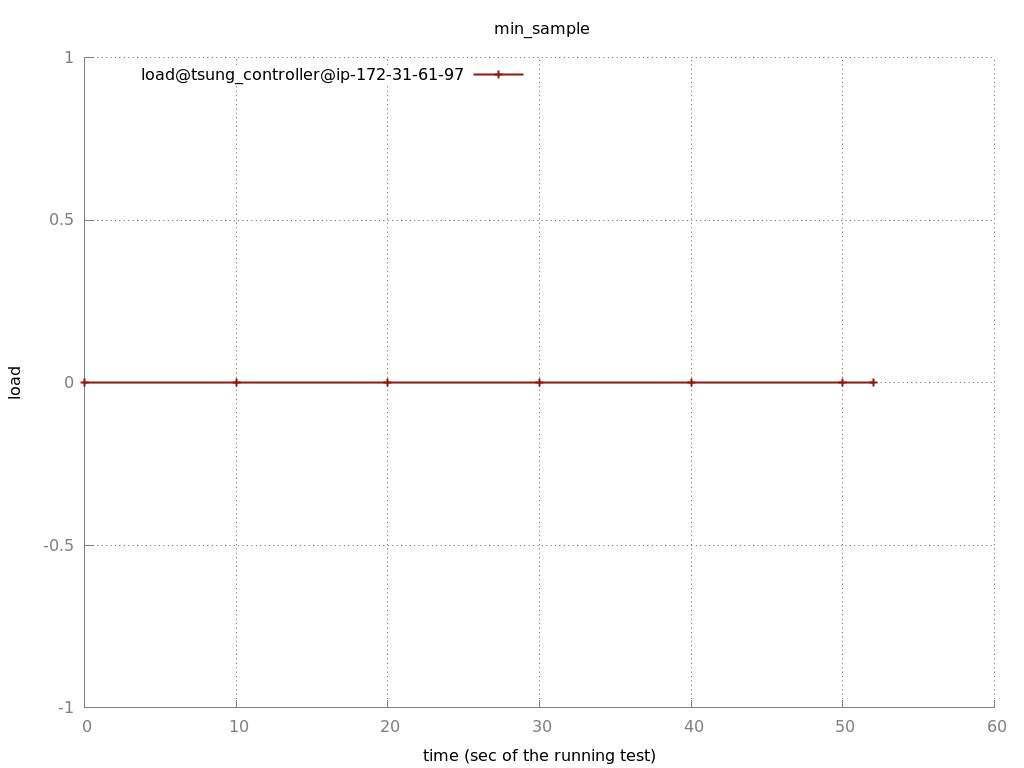 min_sample
load@tsung_controller@ip-172-31-61-97
1
0.5
0
-0.5
-1
load
0 10 20 30 40 50 60
time (sec of the running test)